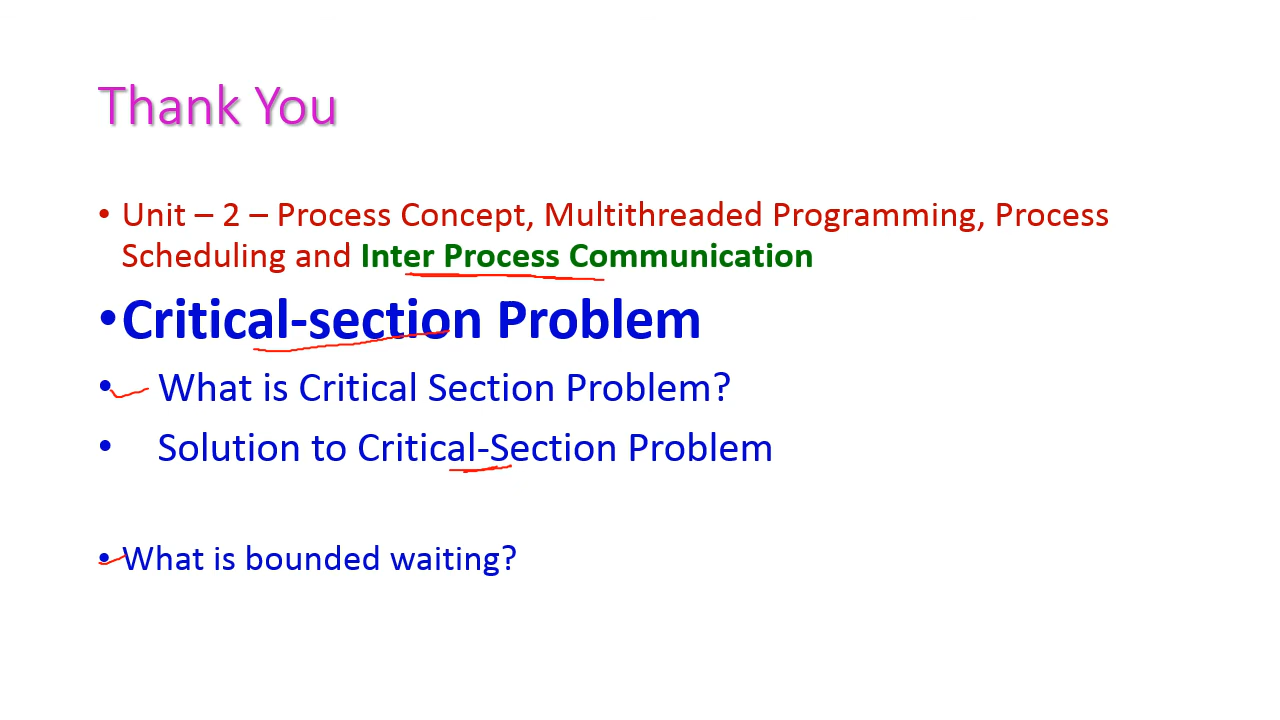 Thank You
• Unit – 2 – Process Concept, Multithreaded Programming, Process
Scheduling and Inter Process Communication
•Critical-section Problem
• What is Critical Section Problem?
• Solution to Critical-Section Problem
• What is bounded waiting?